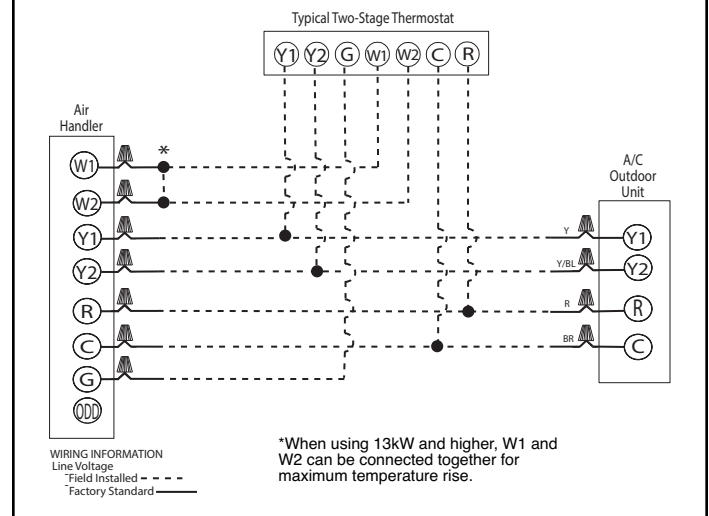 Typical Two-Stage Thermostat
Y1 Y2 G W1 W2 C R
Air
Handler
*
W1
W2
Y1
Y2
R
C
G
ODD
A/C
Outdoor
Unit
Y
Y1
Y/BL
Y2
R
R
BR
C
WIRING INFORMATION
Line Voltage
-Field Installed
-Factory Standard
*When using 13kW and higher, W1 and
W2 can be connected together for
maximum temperature rise.